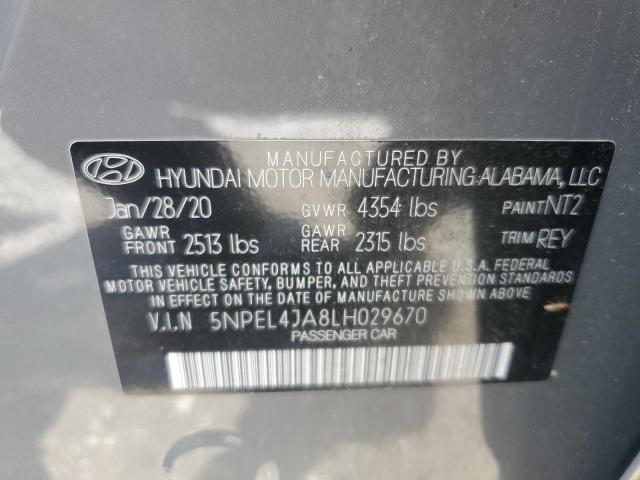 MANUFACTURED BY
HYUNDAI MOTOR MANUFACTURING ALABAMA, LLC
Jan/28/20 GVWR 4354 lbs PAINT NT2
GAWR FRONT 2513 lbs GAWR REAR 2315 lbs TRIM REY
THIS VEHICLE CONFORMS TO ALL APPLICABLE U.S.A. FEDERAL
MOTOR VEHICLE SAFETY, BUMPER, AND THEFT PREVENTION STANDARDS
IN EFFECT ON THE DATE OF MANUFACTURE SHOWN ABOVE
V.I.N 5NPEL4JA8LH029670
PASSENGER CAR